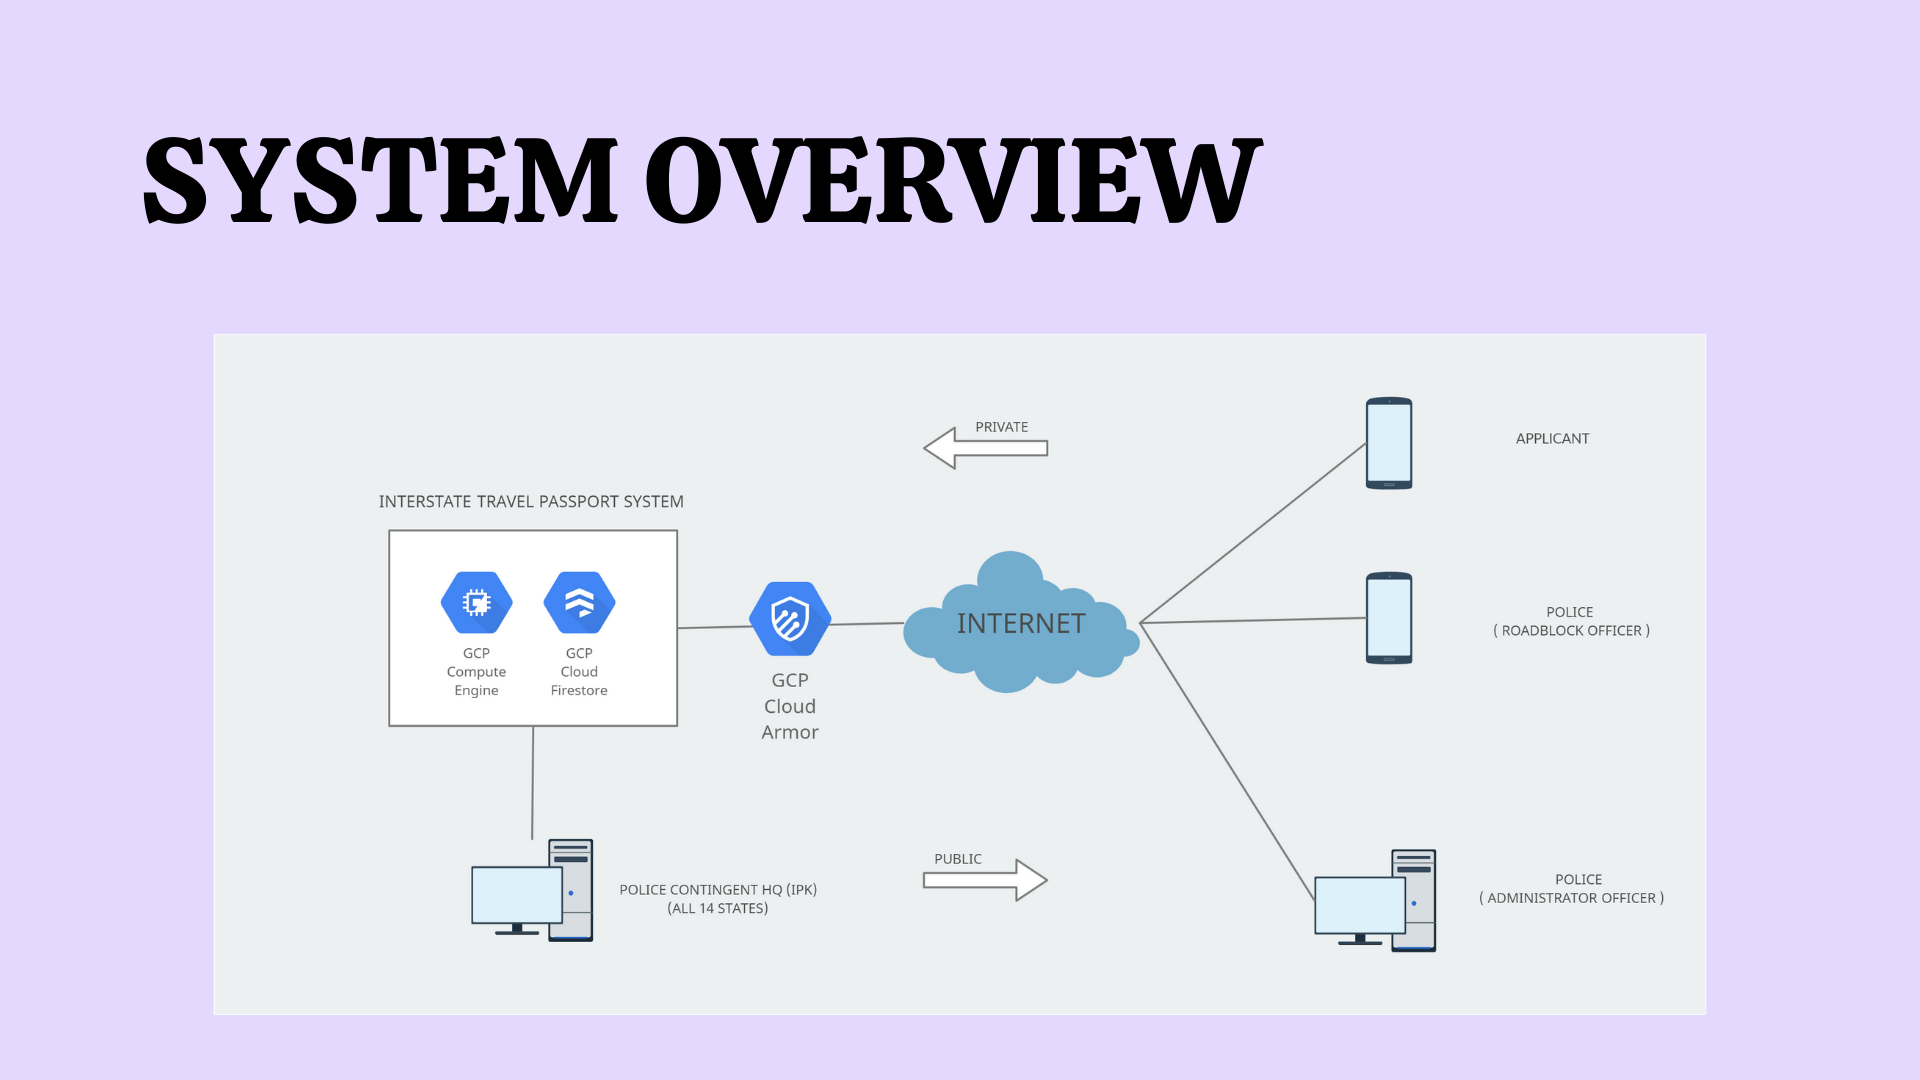 SYSTEM OVERVIEW
PRIVATE
APPLICANT
INTERSTATE TRAVEL PASSPORT SYSTEM
GCP
Compute
Engine
GCP
Cloud
Firestore
GCP
Cloud
Armor
INTERNET
POLICE
( ROADBLOCK OFFICER )
POLICE CONTINGENT HQ (IPK)
(ALL 14 STATES)
PUBLIC
POLICE
( ADMINISTRATOR OFFICER )